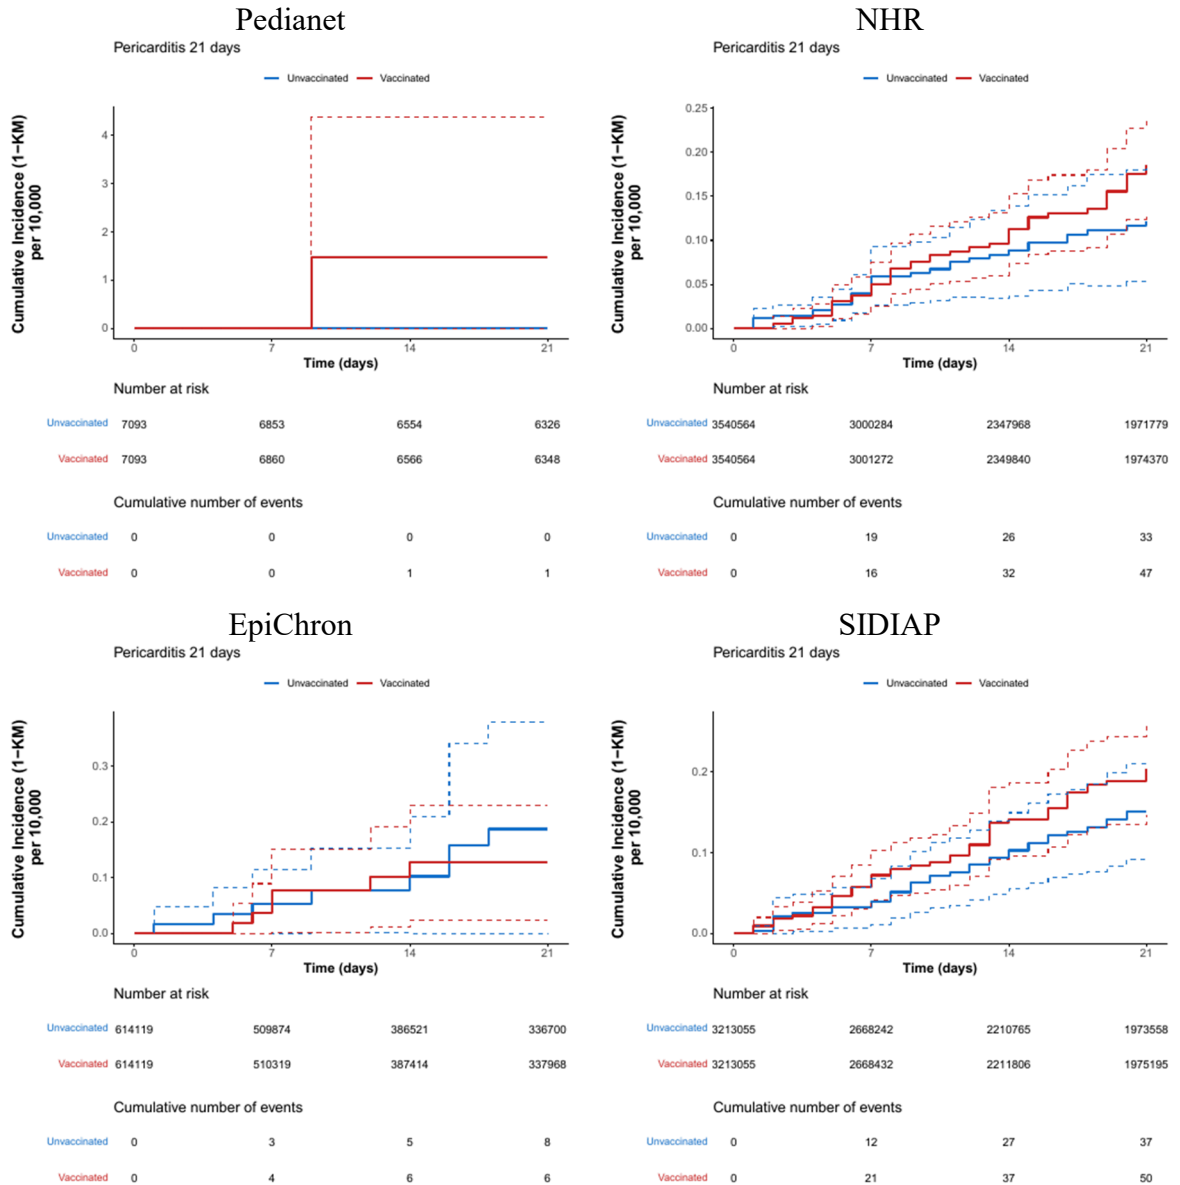 Pedianet
Pericarditis 21 days
Unvaccinated Vaccinated
Cumulative Incidence (1−KM)
per 10,000
4
3
2
1
0
0 7 14 21
Time (days)
Number at risk
Unvaccinated 7093 6853 6554 6326
Vaccinated 7093 6860 6566 6348
Cumulative number of events
Unvaccinated 0 0 0 0
Vaccinated 0 0 1 1
NHR
Pericarditis 21 days
Unvaccinated Vaccinated
Cumulative Incidence (1−KM)
per 10,000
0.25
0.20
0.15
0.10
0.05
0.00
0 7 14 21
Time (days)
Number at risk
Unvaccinated 3540564 3000284 2347968 1971779
Vaccinated 3540564 3001272 2349840 1974370
Cumulative number of events
Unvaccinated 0 19 26 33
Vaccinated 0 16 32 47
EpiChron
Pericarditis 21 days
Unvaccinated Vaccinated
Cumulative Incidence (1−KM)
per 10,000
0.3
0.2
0.1
0.0
0 7 14 21
Time (days)
Number at risk
Unvaccinated 614119 509874 386521 336700
Vaccinated 614119 510319 387414 337968
Cumulative number of events
Unvaccinated 0 3 5 8
Vaccinated 0 4 6 6
SIDIAP
Pericarditis 21 days
Unvaccinated Vaccinated
Cumulative Incidence (1−KM)
per 10,000
0.2
0.1
0.0
0 7 14 21
Time (days)
Number at risk
Unvaccinated 3213055 2668242 2210765 1973558
Vaccinated 3213055 2668432 2211806 1975195
Cumulative number of events
Unvaccinated 0 12 27 37
Vaccinated 0 21 37 50